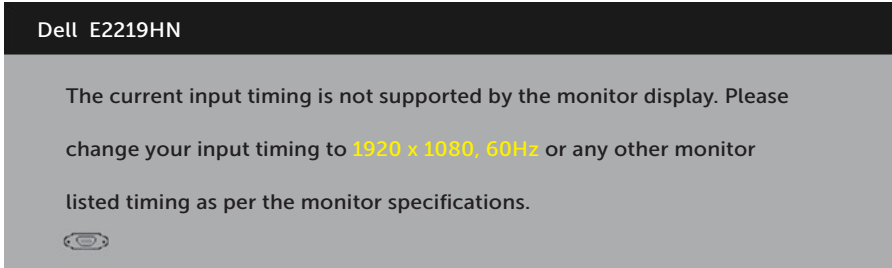 Dell E2219HN
The current input timing is not supported by the monitor display. Please
change your input timing to 1920 x 1080, 60Hz or any other monitor
listed timing as per the monitor specifications.